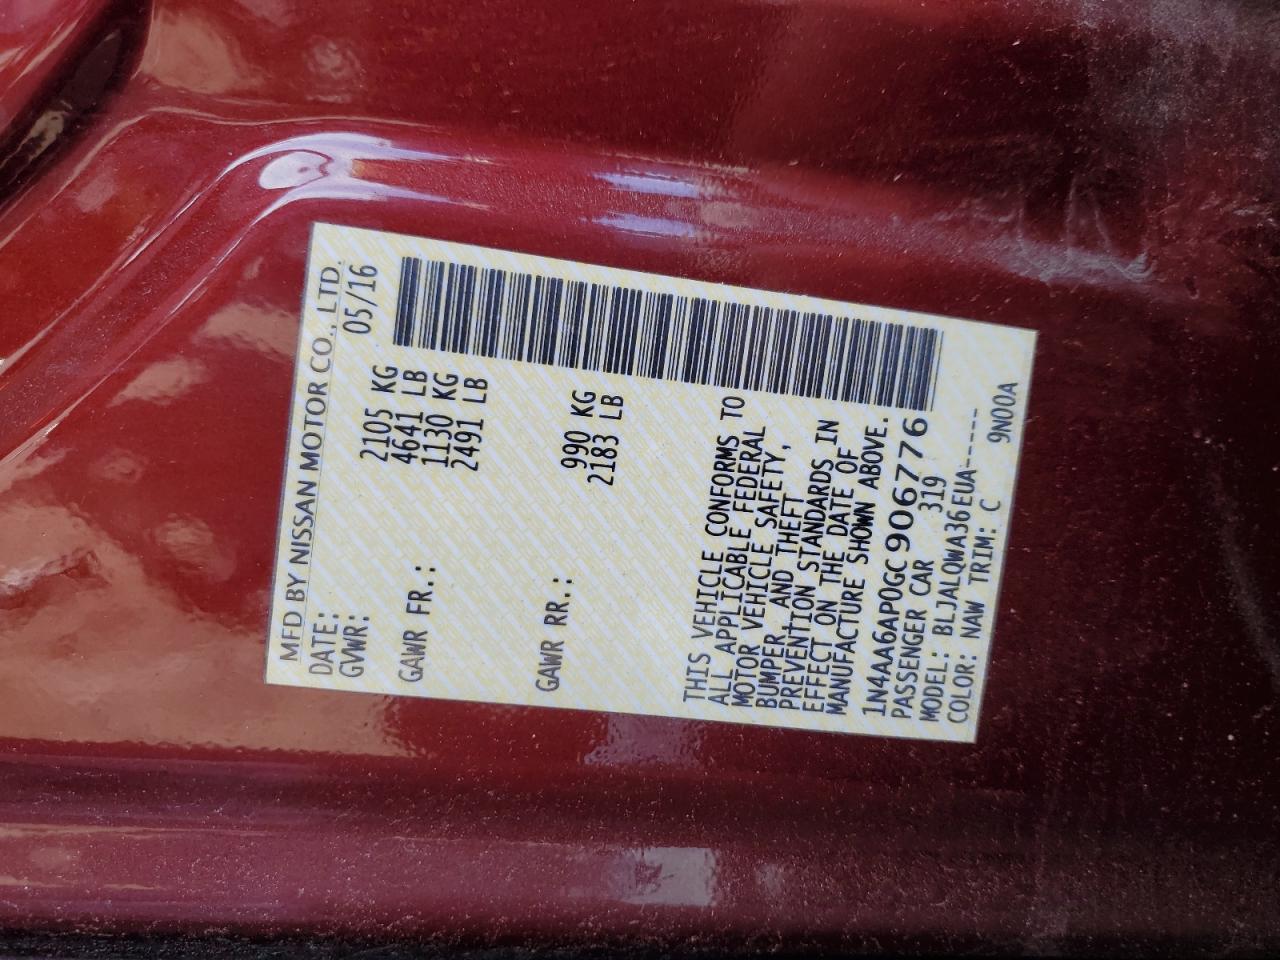 MFD BY NISSAN MOTOR CO., LTD.
DATE: 05/16
GVWR: 2105 KG
4641 LB
GAWR FR.: 1130 KG
2491 LB
GAWR RR.: 990 KG
2183 LB
THIS VEHICLE CONFORMS TO
ALL APPLICABLE FEDERAL
MOTOR VEHICLE SAFETY,
BUMPER AND THEFT
PREVENTION STANDARDS IN
EFFECT ON THE DATE OF
MANUFACTURE SHOWN ABOVE.
1N4AA6AP0GC906776
PASSENGER CAR 319
MODEL: BLJALQWA36EUA-----
COLOR: NAW TRIM: C 9N00A